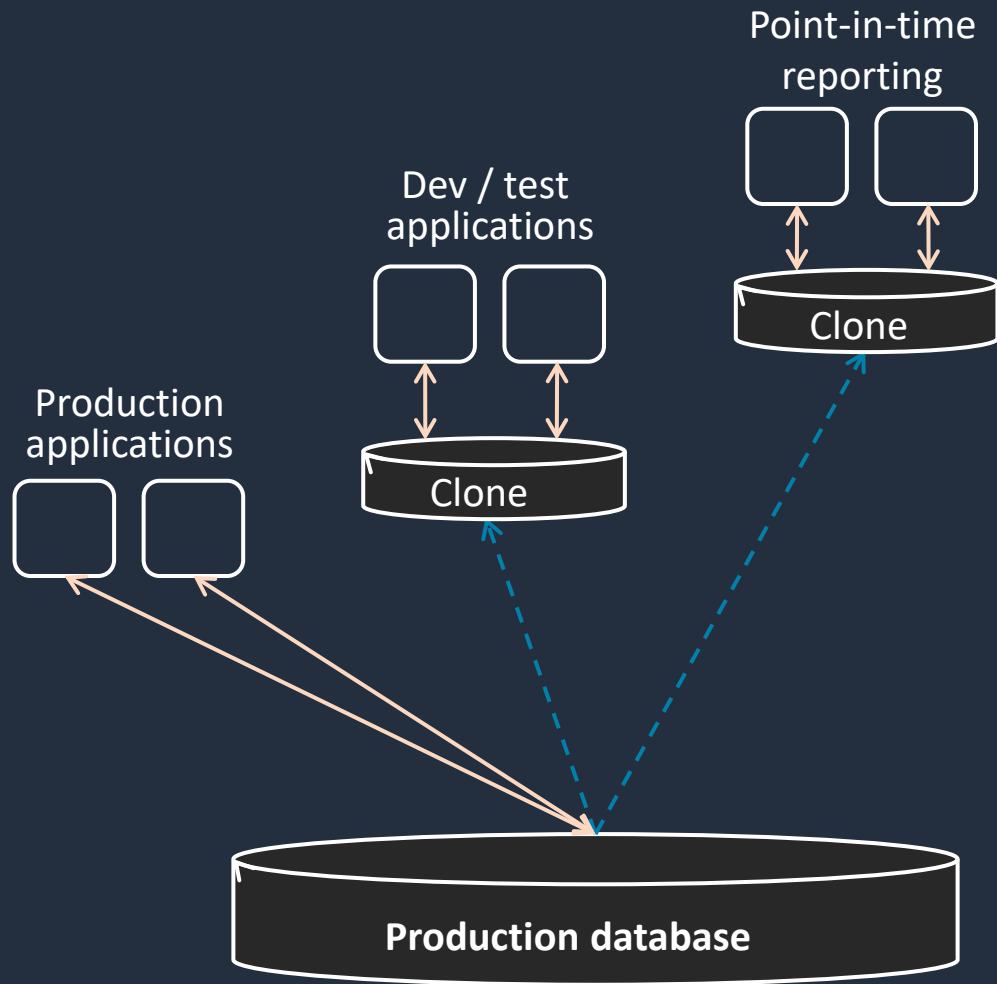 Point-in-time
reporting
Dev / test
applications
Clone
Production
applications
Clone
Production database